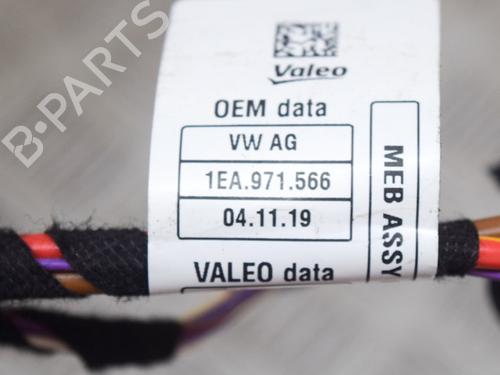 B-PARTS
Valeo
OEM data
VW AG
1EA.971.566
04.11.19
VALEO data
MEB ASSY